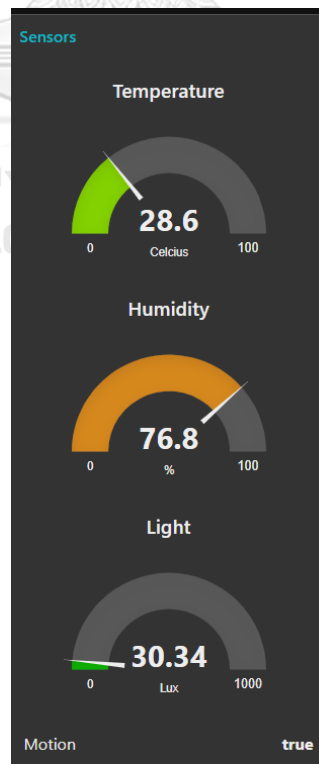 Sensors
Temperature
28.6
0 Celcius 100
Humidity
76.8
0 % 100
Light
30.34
0 Lux 1000
Motion true